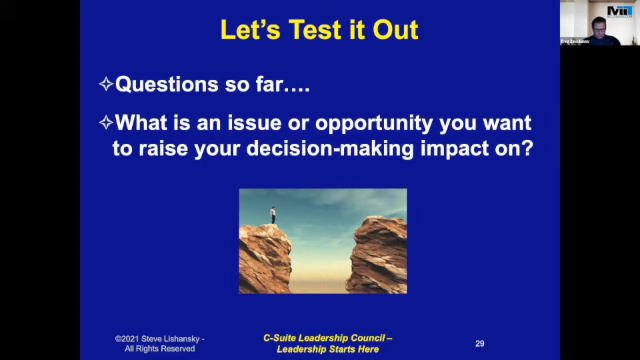 Let's Test it Out
✧Questions so far….
✧What is an issue or opportunity you want
to raise your decision-making impact on?
©2021 Steve Lishansky -
All Rights Reserved
C-Suite Leadership Council –
Leadership Starts Here
29